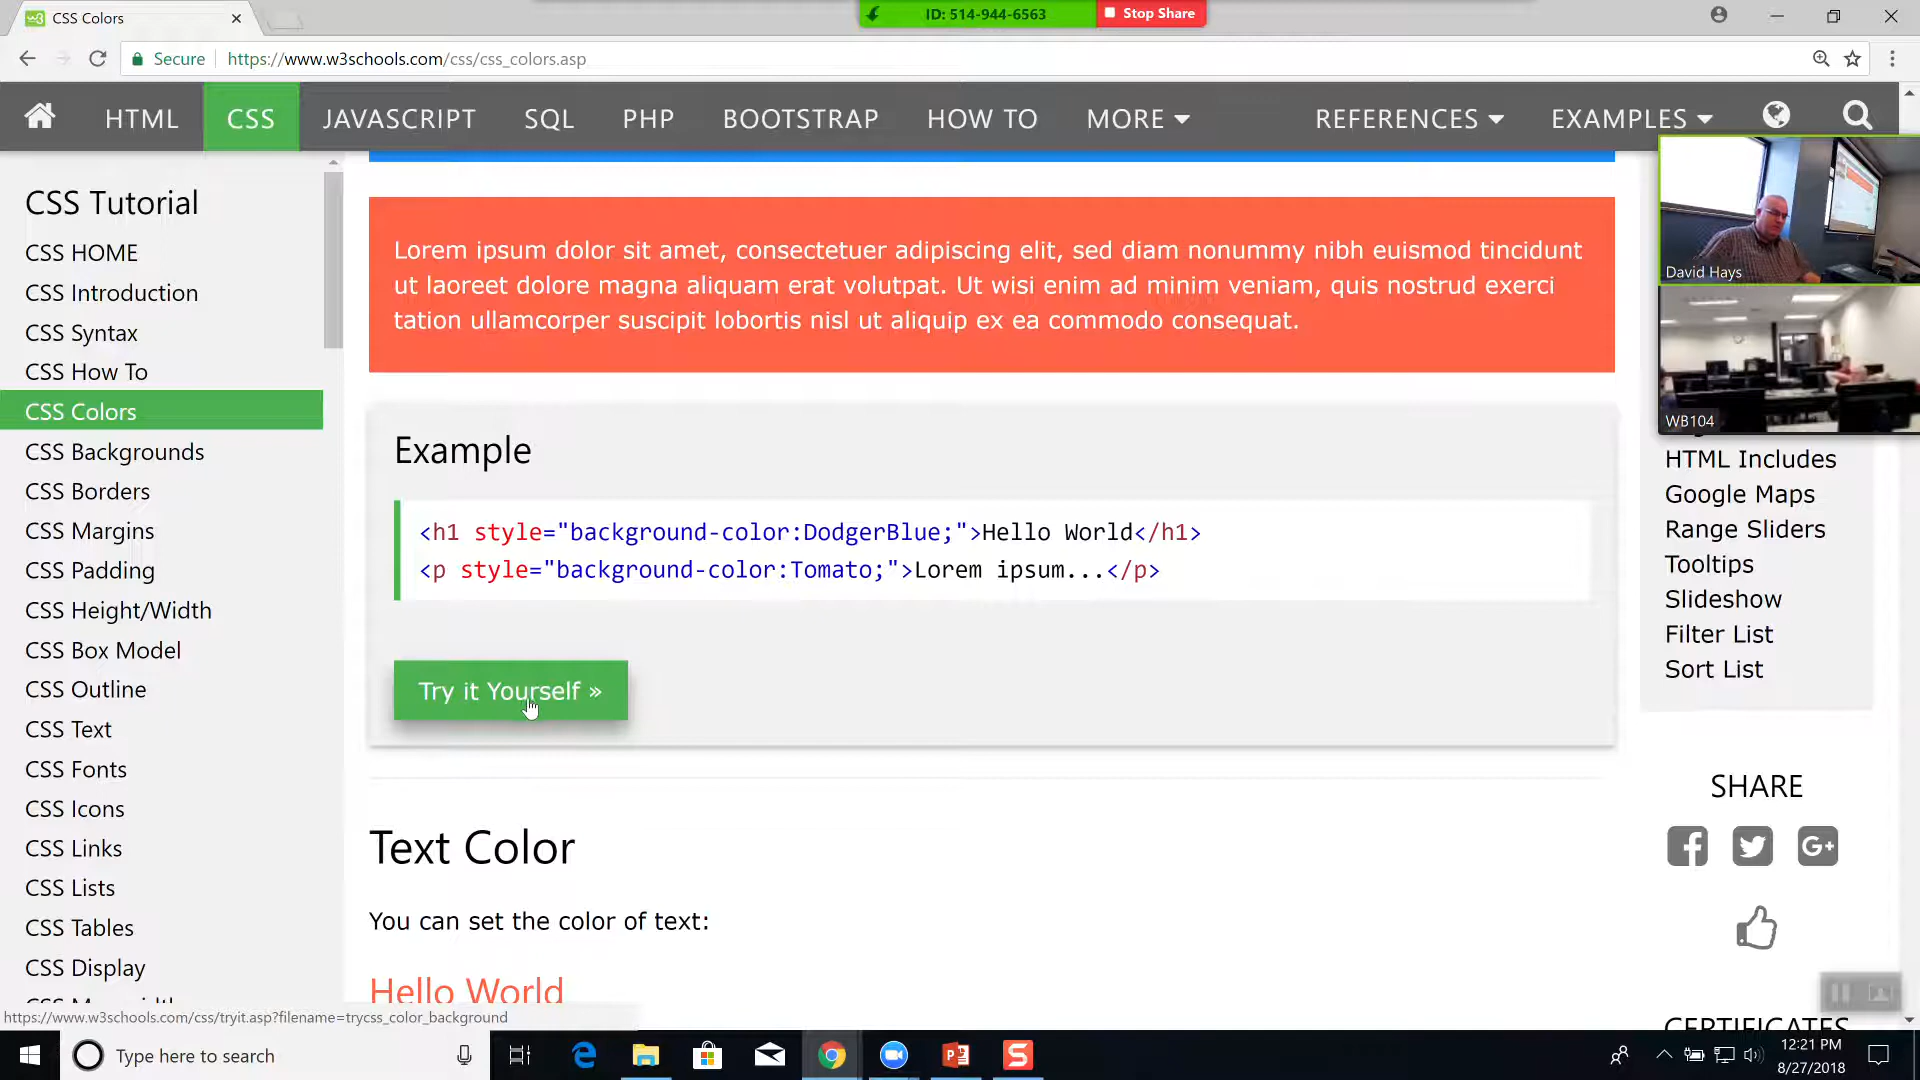 CSS Colors
ID: 514-944-6563
Stop Share
Secure
https://www.w3schools.com/css/css_colors.asp
HTML
CSS
JAVASCRIPT
SQL
PHP
BOOTSTRAP
HOW TO
MORE
REFERENCES
EXAMPLES
CSS Tutorial
CSS HOME
CSS Introduction
CSS Syntax
CSS How To
CSS Colors
CSS Backgrounds
CSS Borders
CSS Margins
CSS Padding
CSS Height/Width
CSS Box Model
CSS Outline
CSS Text
CSS Fonts
CSS Icons
CSS Links
CSS Lists
CSS Tables
CSS Display
Lorem ipsum dolor sit amet, consectetuer adipiscing elit, sed diam nonummy nibh euismod tincidunt
ut laoreet dolore magna aliquam erat volutpat. Ut wisi enim ad minim veniam, quis nostrud exerci
tation ullamcorper suscipit lobortis nisl ut aliquip ex ea commodo consequat.
Example
<h1 style="background-color:DodgerBlue;">Hello World</h1>
<p style="background-color:Tomato;">Lorem ipsum...</p>
Try it Yourself »
Text Color
You can set the color of text:
Hello World
David Hays
WB104
HTML Includes
Google Maps
Range Sliders
Tooltips
Slideshow
Filter List
Sort List
SHARE
CERTIFICATES
https://www.w3schools.com/css/tryit.asp?filename=trycss_color_background
Type here to search
12:21 PM
8/27/2018